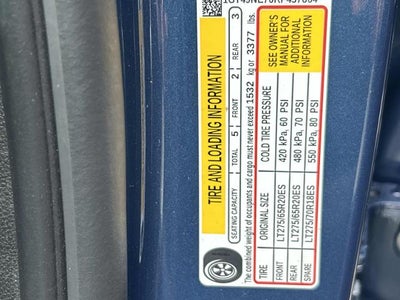 TIRE AND LOADING INFORMATION
SEATING CAPACITY TOTAL 5 FRONT 2 REAR 3
The combined weight of occupants and cargo must never exceed 1532 kg or 3377 lbs.
TIRE ORIGINAL SIZE COLD TIRE PRESSURE
FRONT LT275/65R20ES 420 kPa, 60 PSI
REAR LT275/65R20ES 480 kPa, 70 PSI
SPARE LT275/70R18ES 550 kPa, 80 PSI
SEE OWNER'S
MANUAL FOR
ADDITIONAL
INFORMATION